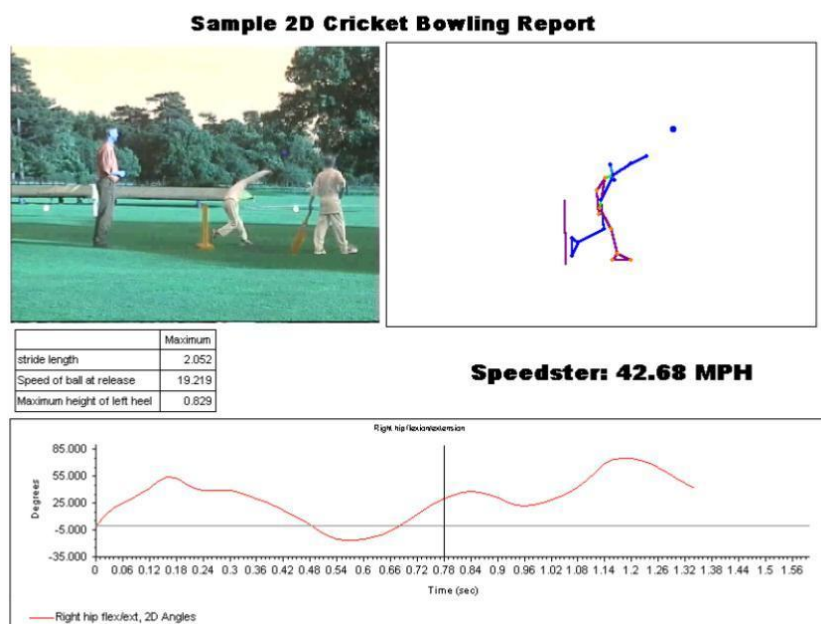 Sample 2D Cricket Bowling Report
Maximum
stride length 2.052
Speed of ball at release 19.219
Maximum height of left heel 0.829
Speedster: 42.68 MPH
Right hip flexion/extension
85.000
55.000
25.000
-5.000
-35.000
Degrees
0 0.06 0.12 0.18 0.24 0.3 0.36 0.42 0.48 0.54 0.6 0.66 0.72 0.78 0.84 0.9 0.96 1.02 1.08 1.14 1.2 1.26 1.32 1.38 1.44 1.5 1.56
Time (sec)
Right hip flex/ext, 2D Angles